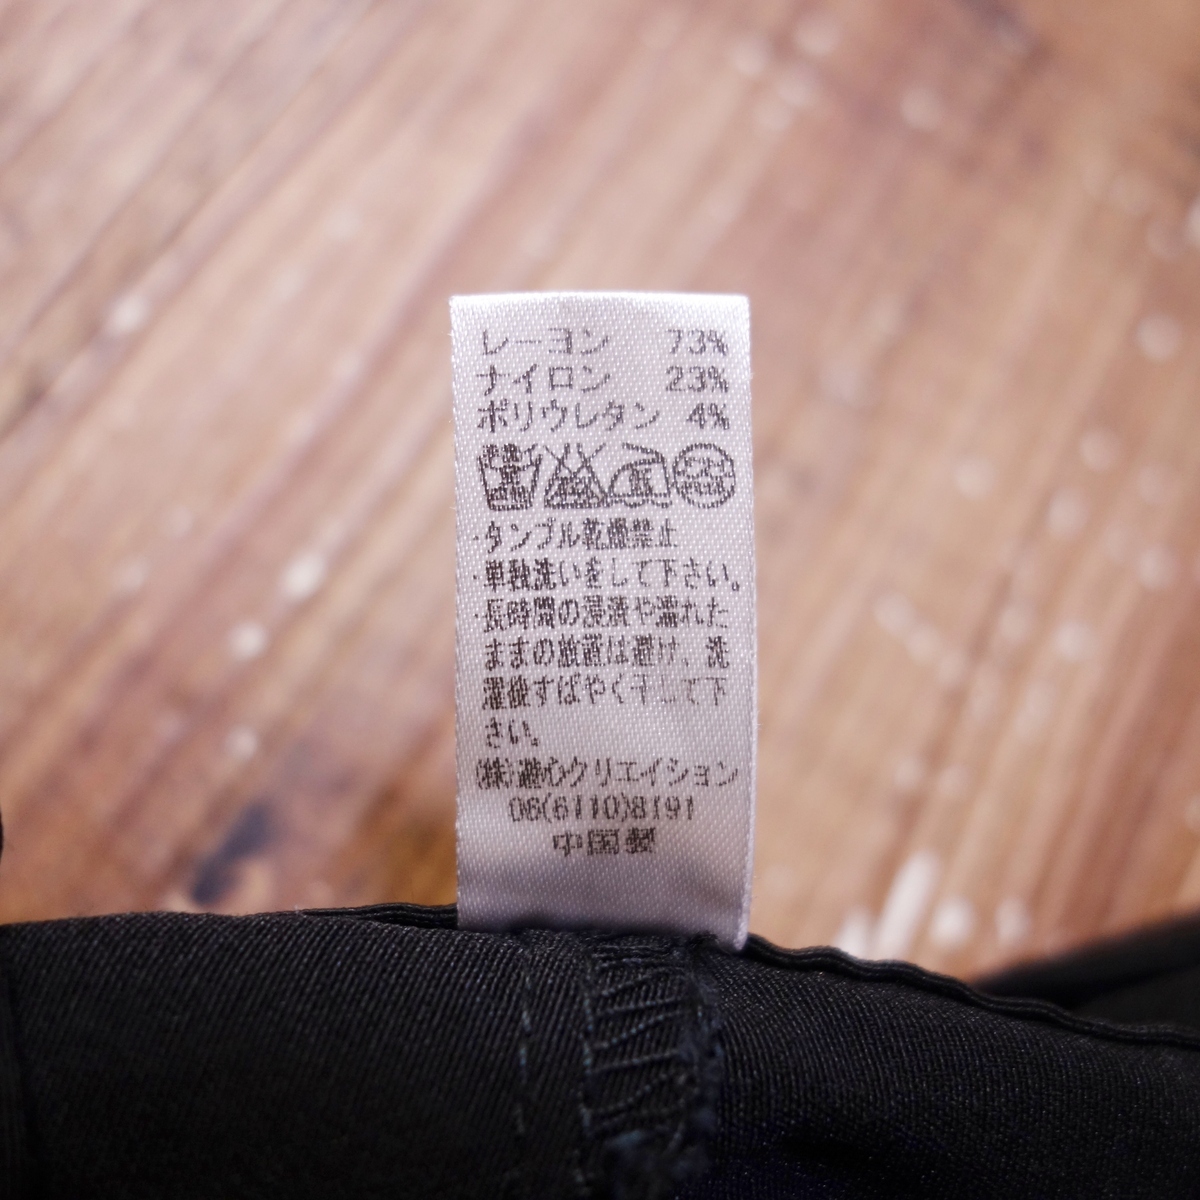 レーヨン 73%
ナイロン 23%
ポリウレタン 4%
・タンブル乾燥禁止
・単独洗いをして下さい。
・長時間の浸漬や濡れた
ままの放置は避け、洗
濯後すばやく干して下
さい。
(株)遊心クリエイション
06(6110)8191
中国製